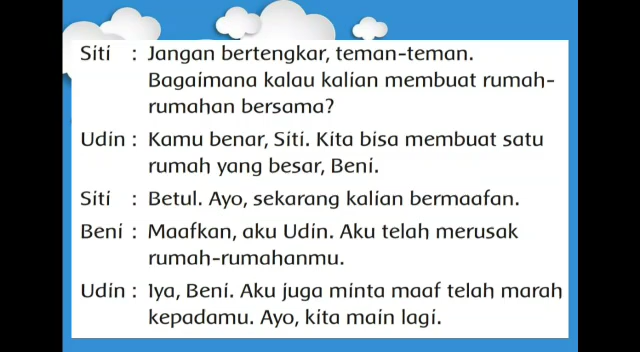 Siti : Jangan bertengkar, teman-teman.
Bagaimana kalau kalian membuat rumah-
rumahan bersama?
Udin : Kamu benar, Siti. Kita bisa membuat satu
rumah yang besar, Beni.
Siti : Betul. Ayo, sekarang kalian bermaafan.
Beni : Maafkan, aku Udin. Aku telah merusak
rumah-rumahanmu.
Udin : Iya, Beni. Aku juga minta maaf telah marah
kepadamu. Ayo, kita main lagi.